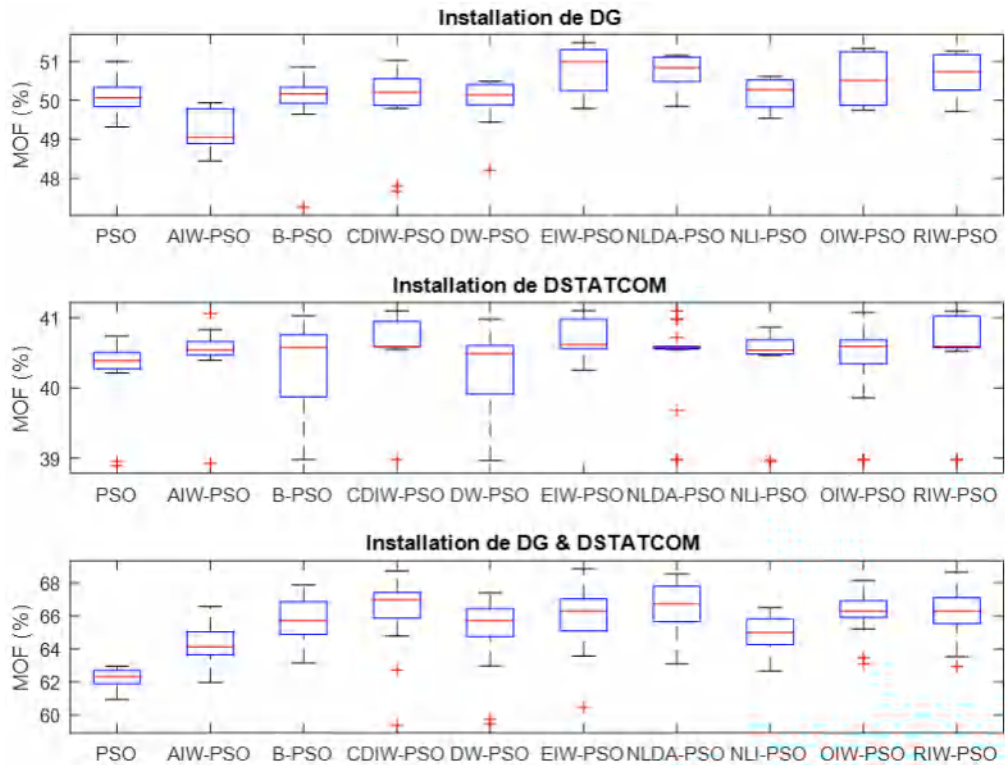 Installation de DG
MOF (%)
51
50
49
48
PSO AIW-PSO B-PSO CDIW-PSO DW-PSO EIW-PSO NLDA-PSO NLI-PSO OIW-PSO RIW-PSO
Installation de DSTATCOM
MOF (%)
41
40
39
PSO AIW-PSO B-PSO CDIW-PSO DW-PSO EIW-PSO NLDA-PSO NLI-PSO OIW-PSO RIW-PSO
Installation de DG & DSTATCOM
MOF (%)
68
66
64
62
60
PSO AIW-PSO B-PSO CDIW-PSO DW-PSO EIW-PSO NLDA-PSO NLI-PSO OIW-PSO RIW-PSO